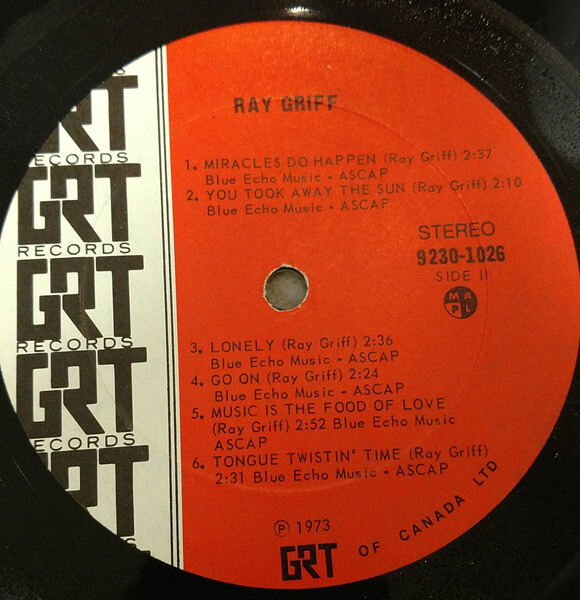 RAY GRIFF
1. MIRACLES DO HAPPEN (Ray Griff) 2:37
Blue Echo Music - ASCAP
2. YOU TOOK AWAY THE SUN (Ray Griff) 2:10
Blue Echo Music - ASCAP
STEREO
9230-1026
SIDE II
M A P L
3. LONELY (Ray Griff) 2:36
Blue Echo Music - ASCAP
4. GO ON (Ray Griff) 2:24
Blue Echo Music - ASCAP
5. MUSIC IS THE FOOD OF LOVE
(Ray Griff) 2:52 Blue Echo Music
ASCAP
6. TONGUE TWISTIN' TIME (Ray Griff)
2:31 Blue Echo Music - ASCAP
℗ 1973
GRT OF CANADA LTD
RT
ECORDS
GRT
RECORDS
GRT
RECORDS
GRT
ECORDS
RT